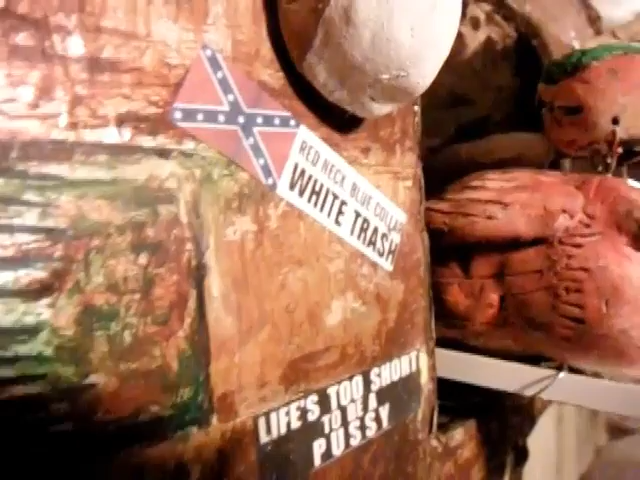 RED NECK, BLUE COLLAR
WHITE TRASH
LIFE'S TOO SHORT
TO BE A
PUSSY